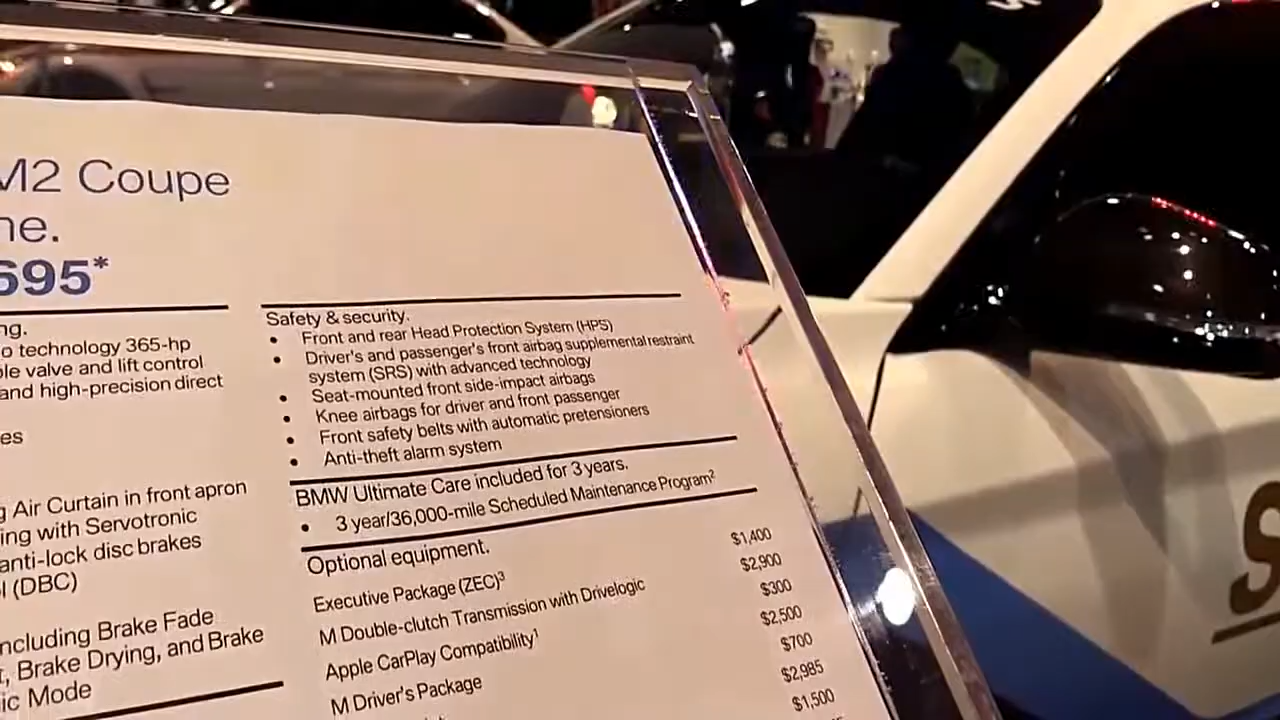 M2 Coupe
ne.
695*
ng.
o technology 365-hp
ble valve and lift control
and high-precision direct
es
g Air Curtain in front apron
ing with Servotronic
anti-lock disc brakes
l (DBC)
including Brake Fade
t, Brake Drying, and Brake
ic Mode
Safety & security.
• Front and rear Head Protection System (HPS)
• Driver's and passenger's front airbag supplemental restraint
system (SRS) with advanced technology
• Seat-mounted front side-impact airbags
• Knee airbags for driver and front passenger
• Front safety belts with automatic pretensioners
• Anti-theft alarm system
BMW Ultimate Care included for 3 years.
• 3 year/36,000-mile Scheduled Maintenance Program²
Optional equipment.
$1,400
Executive Package (ZEC)³
$2,900
M Double-clutch Transmission with Drivelogic
$300
Apple CarPlay Compatibility¹
$2,500
M Driver's Package
$700
$2,985
$1,500
S